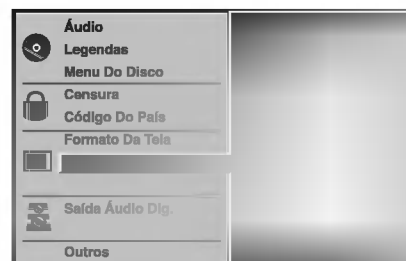 Áudio
Legendas
Menu Do Disco
Censura
Código Do País
Formato Da Tela
Saída Áudio Dig.
Outros